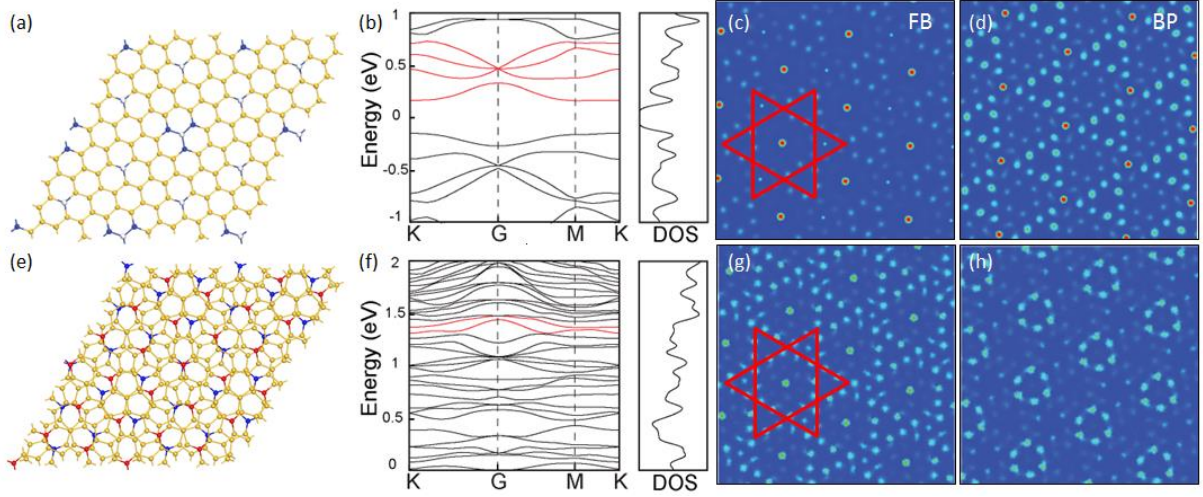 (a)
(b)
1
0.5
0
-0.5
-1
Energy (eV)
K G M K
DOS
(c)
FB
(d)
BP
(e)
(f)
2
1.5
1
0.5
0
Energy (eV)
K G M K
DOS
(g)
(h)